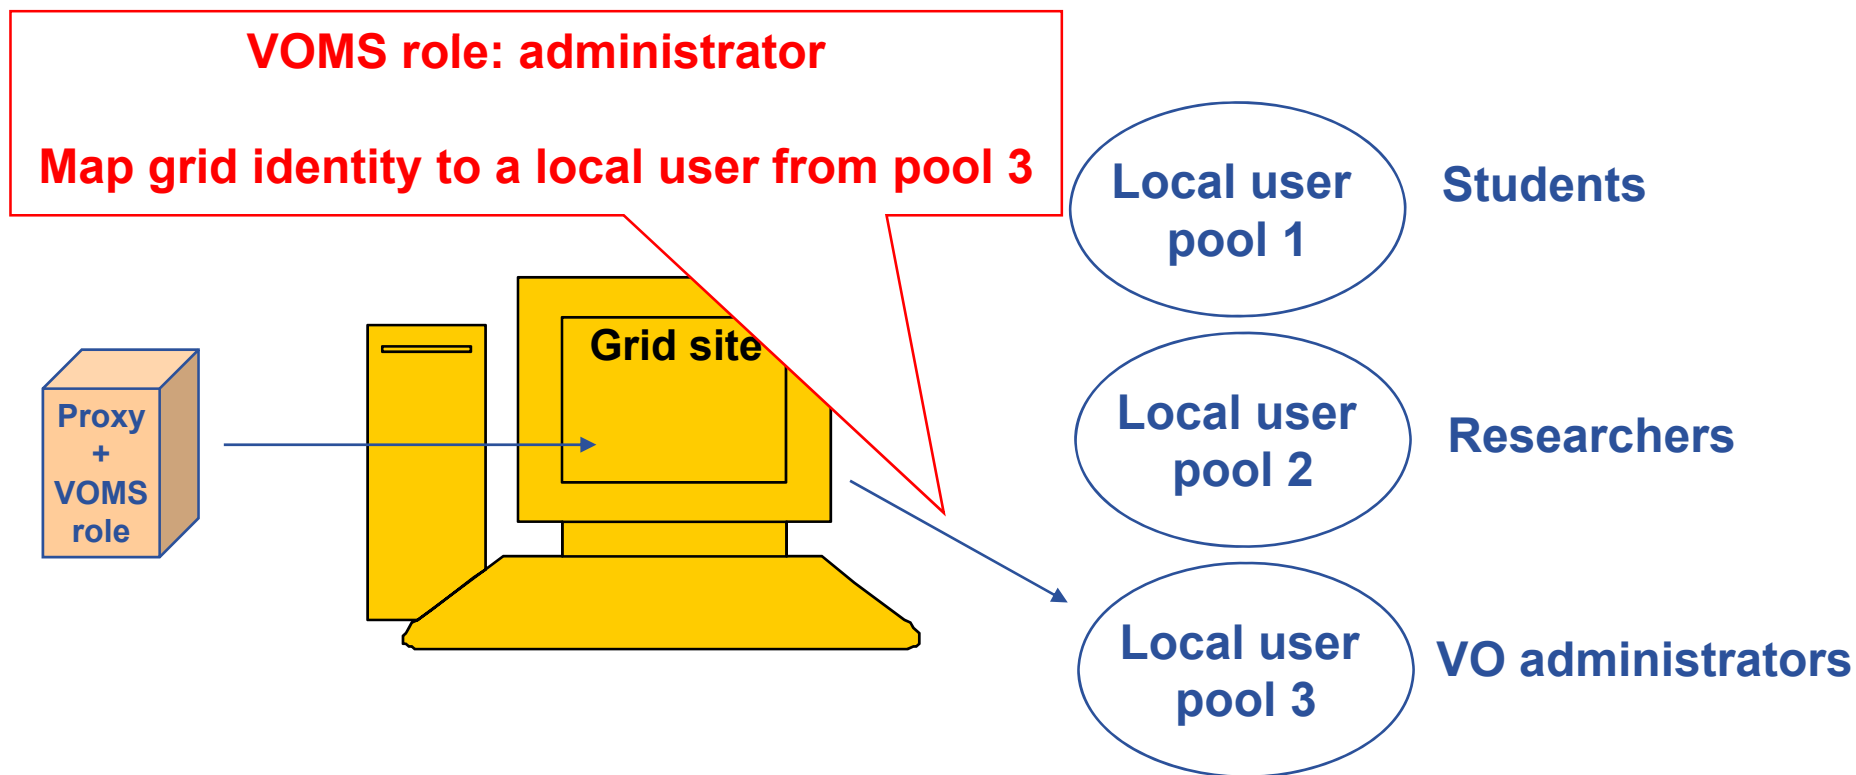 VOMS role: administrator
Map grid identity to a local user from pool 3
Local user
pool 1
Students
Grid site
Proxy
+
VOMS
role
Local user
pool 2
Researchers
Local user
pool 3
VO administrators